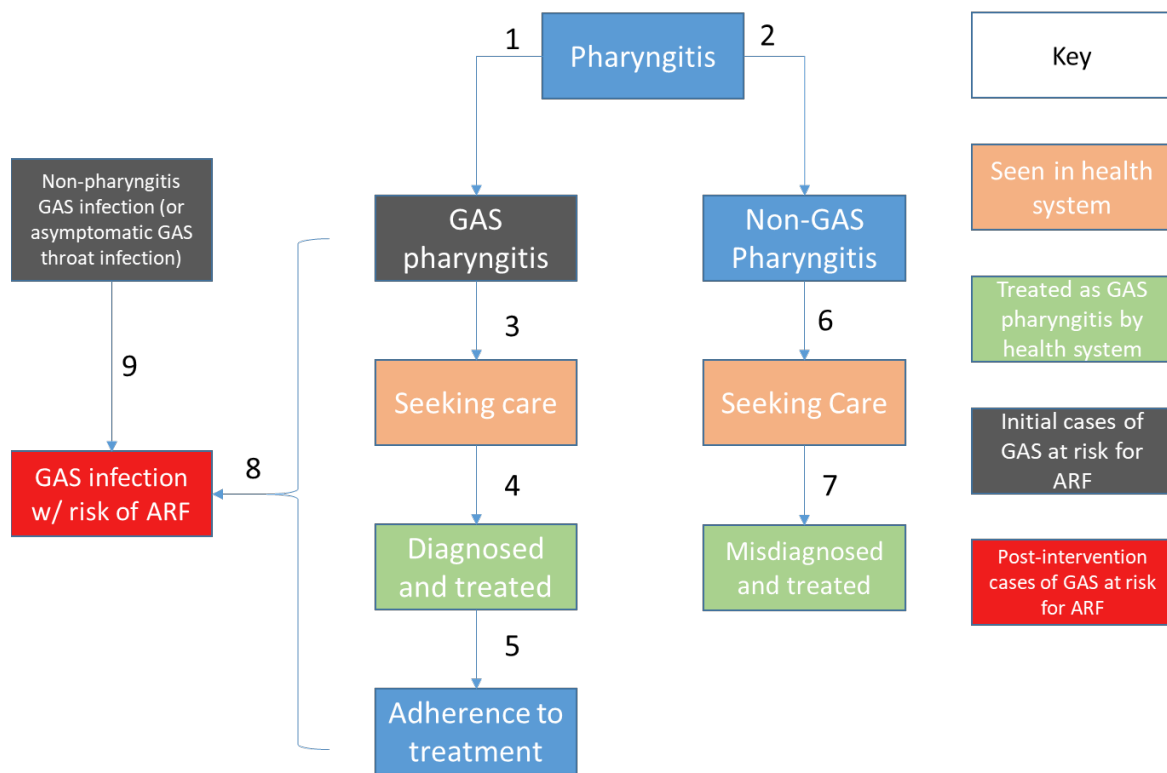 1
Pharyngitis
2
Key
Non-pharyngitis
GAS infection (or
asymptomatic GAS
throat infection)
GAS
pharyngitis
Non-GAS
Pharyngitis
Seen in health
system
3
6
Treated as GAS
pharyngitis by
health system
9
Seeking care
Seeking Care
Initial cases of
GAS at risk for
ARF
GAS infection
w/ risk of ARF
8
4
7
Diagnosed
and treated
Misdiagnosed
and treated
Post-intervention
cases of GAS at risk
for ARF
5
Adherence to
treatment